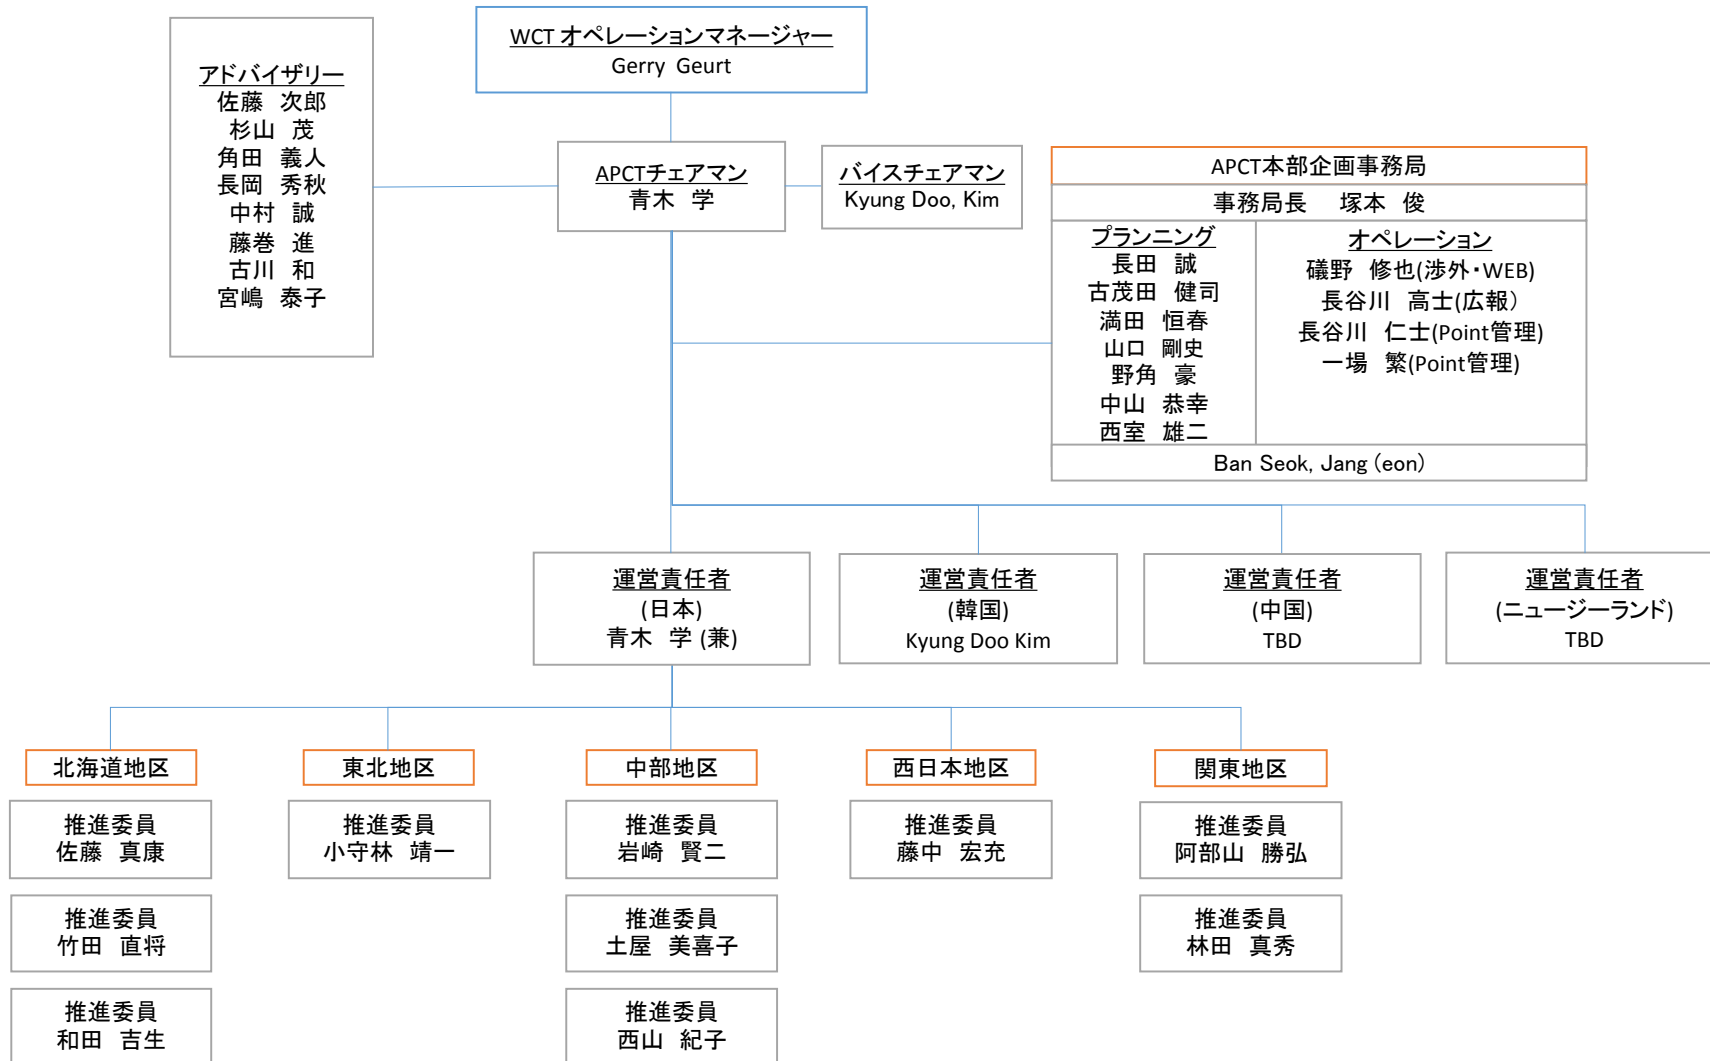 WCT オペレーションマネージャー
Gerry Geurt
アドバイザリー
佐藤 次郎
杉山 茂
角田 義人
長岡 秀秋
中村 誠
藤巻 進
古川 和
宮嶋 泰子
APCTチェアマン
青木 学
バイスチェアマン
Kyung Doo, Kim
APCT本部企画事務局
事務局長 塚本 俊
プランニング
長田 誠
古茂田 健司
満田 恒春
山口 剛史
野角 豪
中山 恭幸
西室 雄二
オペレーション
礒野 修也(渉外・WEB)
長谷川 高士(広報)
長谷川 仁士(Point管理)
一場 繁(Point管理)
Ban Seok, Jang (eon)
運営責任者
(日本)
青木 学 (兼)
運営責任者
(韓国)
Kyung Doo Kim
運営責任者
(中国)
TBD
運営責任者
(ニュージーランド)
TBD
北海道地区
推進委員
佐藤 真康
推進委員
竹田 直将
推進委員
和田 吉生
東北地区
推進委員
小守林 靖一
中部地区
推進委員
岩崎 賢二
推進委員
土屋 美喜子
推進委員
西山 紀子
西日本地区
推進委員
藤中 宏充
関東地区
推進委員
阿部山 勝弘
推進委員
林田 真秀